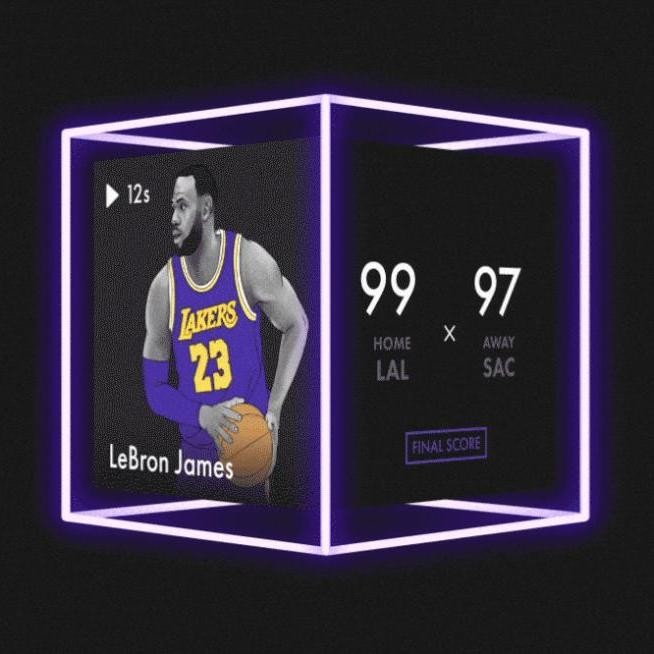 12s
LAKERS
23
LeBron James
99 97
HOME x AWAY
LAL SAC
FINAL SCORE